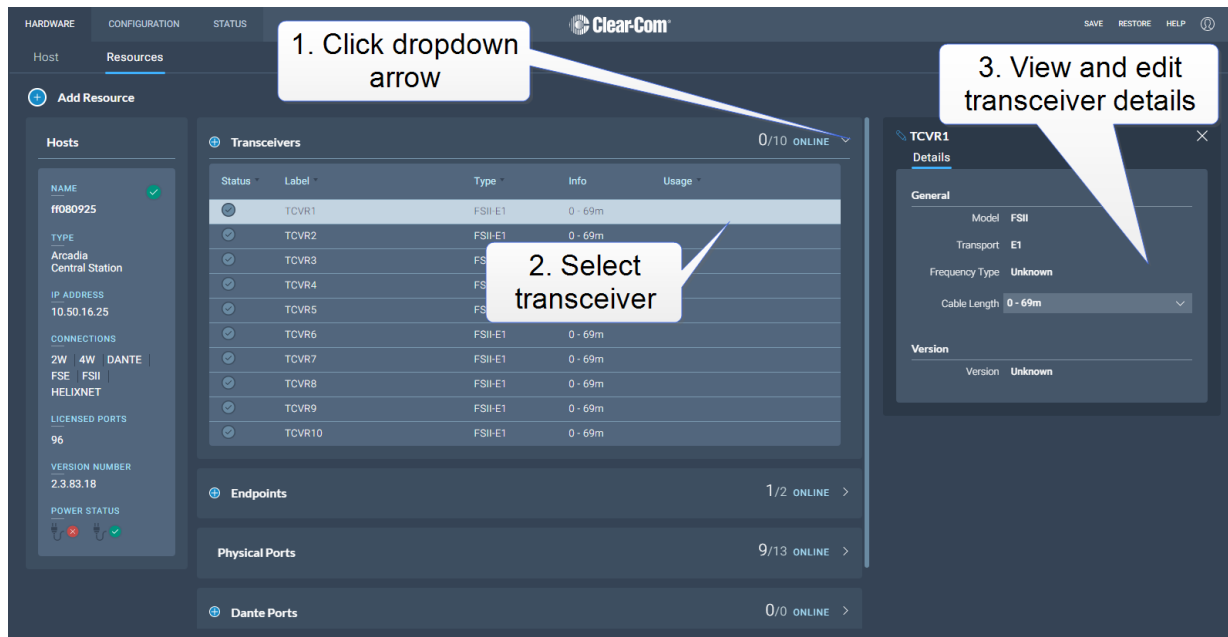 HARDWARE CONFIGURATION STATUS Clear-Com SAVE RESTORE HELP
1. Click dropdown
arrow
3. View and edit
transceiver details
Host Resources
Add Resource
Hosts
NAME
ff080925
TYPE
Arcadia
Central Station
IP ADDRESS
10.50.16.25
CONNECTIONS
2W 4W DANTE
FSE FSII
HELIXNET
LICENSED PORTS
96
VERSION NUMBER
2.3.83.18
POWER STATUS
Transceivers 0/10 ONLINE
Status Label Type Info Usage
TCVR1 FSII-E1 0 - 69m
TCVR2 FSII-E1 0 - 69m
TCVR3 FS
TCVR4 FS
TCVR5 FS
TCVR6 FSII-E1 0 - 69m
TCVR7 FSII-E1 0 - 69m
TCVR8 FSII-E1 0 - 69m
TCVR9 FSII-E1 0 - 69m
TCVR10 FSII-E1 0 - 69m
2. Select
transceiver
Endpoints 1/2 ONLINE
Physical Ports 9/13 ONLINE
Dante Ports 0/0 ONLINE
TCVR1
Details
General
Model FSII
Transport E1
Frequency Type Unknown
Cable Length 0 - 69m
Version
Version Unknown